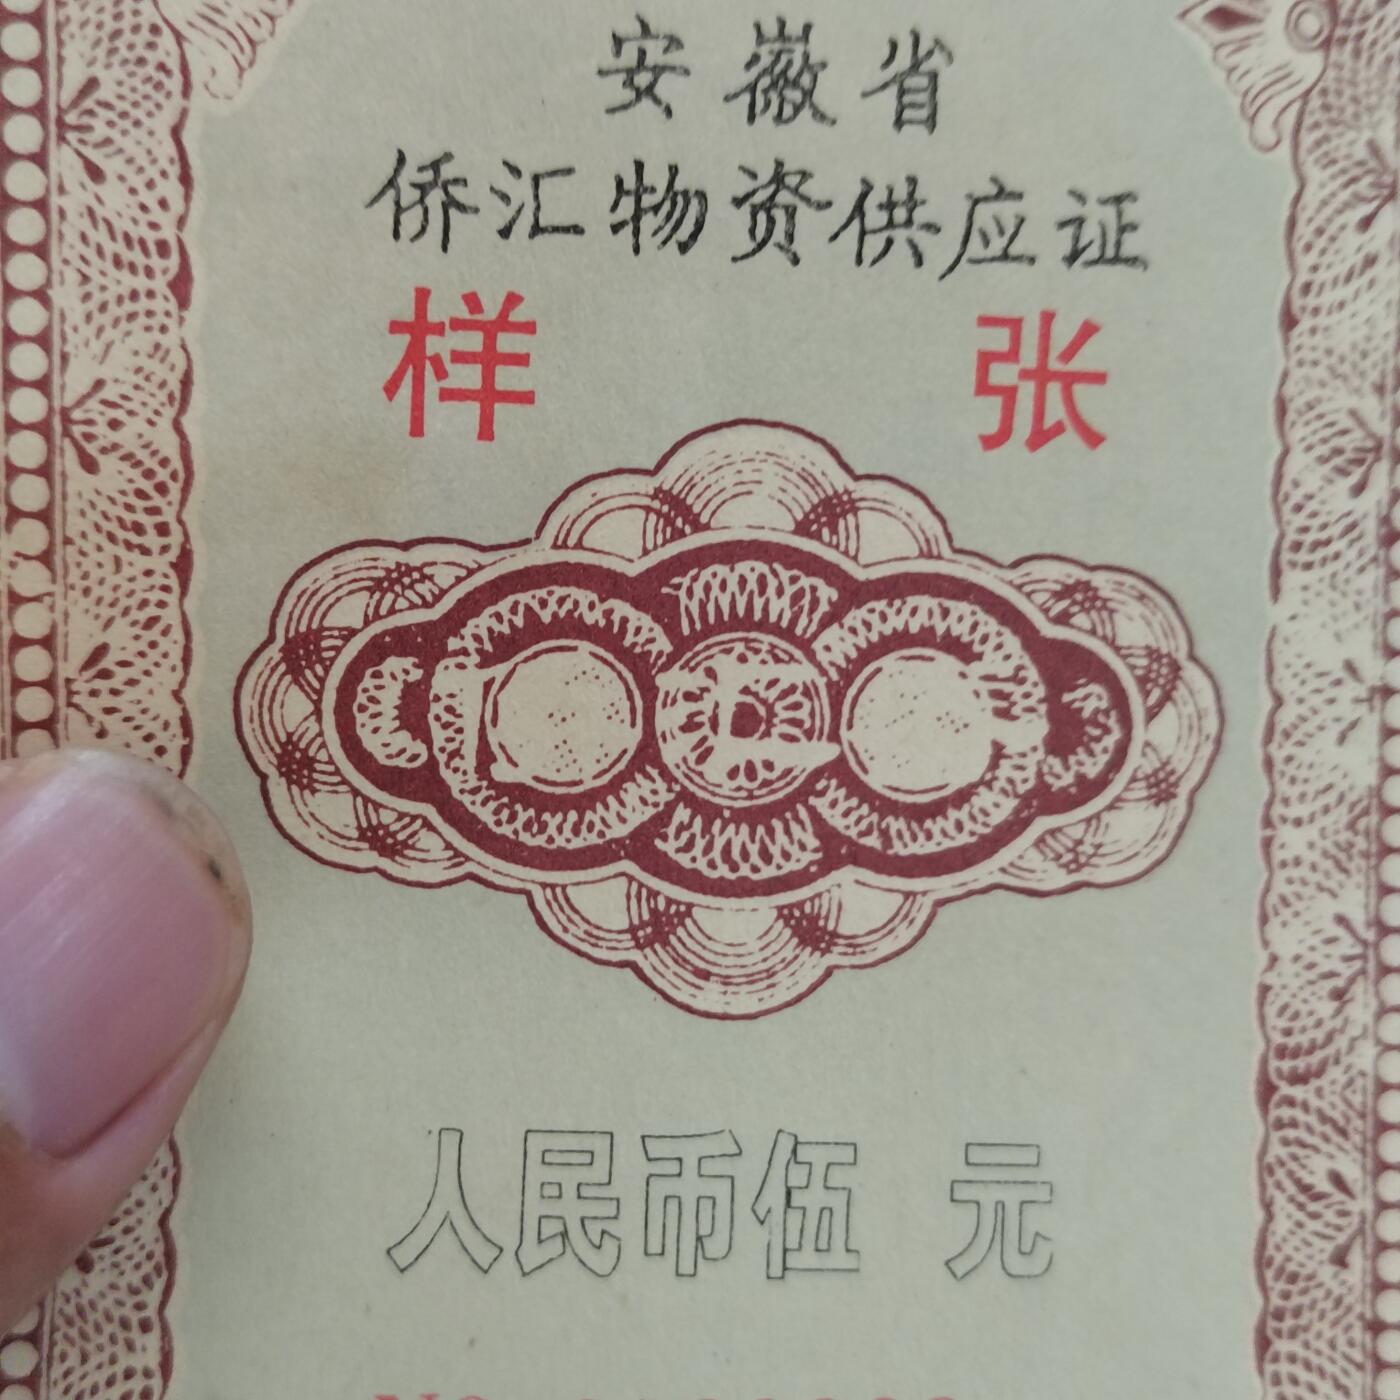 安徽省
侨汇物资供应证
样 张
人民币伍 元